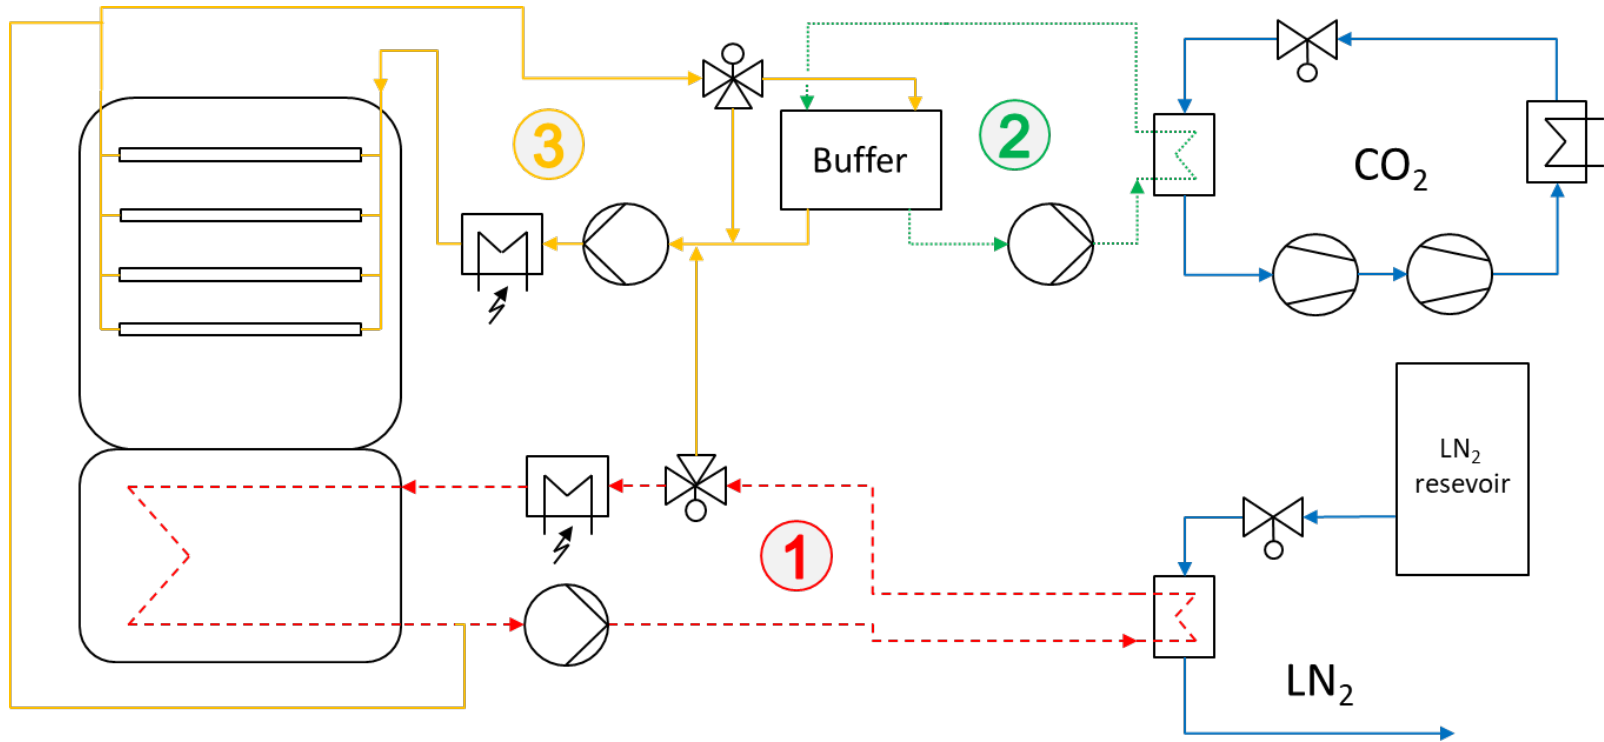 3
Buffer
2
CO₂
1
LN₂
resevoir
LN₂